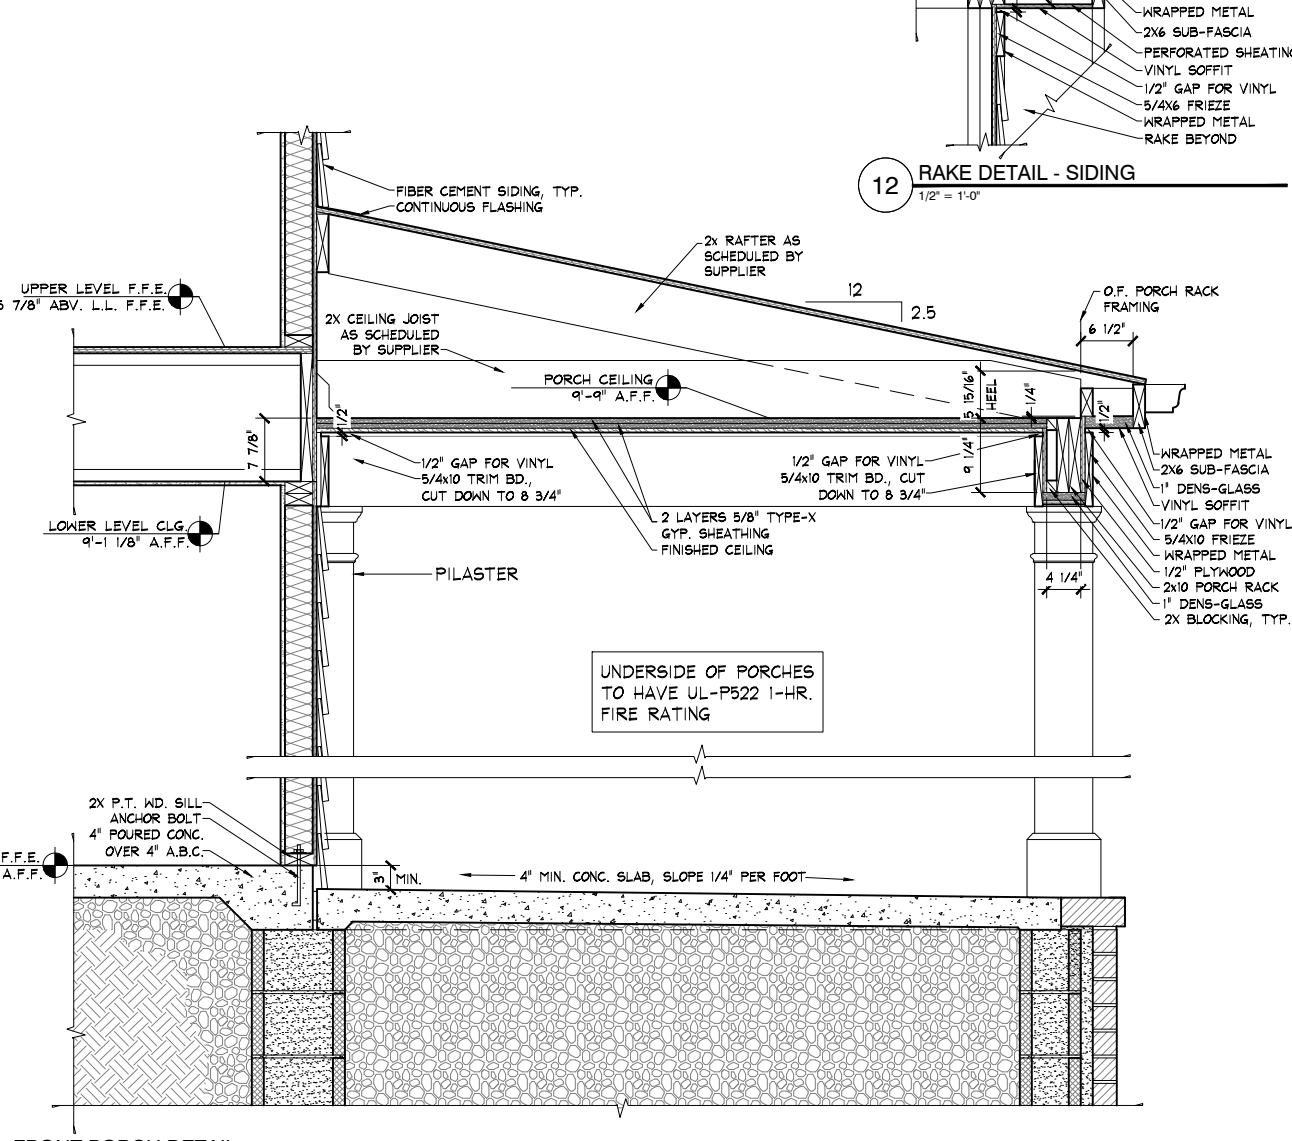 WRAPPED METAL
2X6 SUB-FASCIA
PERFORATED SHEATING
VINYL SOFFIT
1/2" GAP FOR VINYL
5/4X6 FRIEZE
WRAPPED METAL
RAKE BEYOND
12
RAKE DETAIL - SIDING
1/2" = 1'-0"
FIBER CEMENT SIDING, TYP.
CONTINUOUS FLASHING
2x RAFTER AS
SCHEDULED BY
SUPPLIER
UPPER LEVEL F.F.E.
7/8" ABV. L.L. F.F.E.
12
2.5
O.F. PORCH RACK
FRAMING
6 1/2"
2X CEILING JOIST
AS SCHEDULED
BY SUPPLIER
PORCH CEILING
9'-9" A.F.F.
5 15/16"
HEEL
1/4"
1/2"
1/2"
7 7/8"
9 1/4"
1/2" GAP FOR VINYL
5/4x10 TRIM BD.,
CUT DOWN TO 8 3/4"
1/2" GAP FOR VINYL
5/4x10 TRIM BD., CUT
DOWN TO 8 3/4"
WRAPPED METAL
2X6 SUB-FASCIA
1" DENS-GLASS
VINYL SOFFIT
1/2" GAP FOR VINYL
5/4X10 FRIEZE
WRAPPED METAL
1/2" PLYWOOD
2x10 PORCH RACK
1" DENS-GLASS
2X BLOCKING, TYP.
LOWER LEVEL CLG.
9'-1 1/8" A.F.F.
2 LAYERS 5/8" TYPE-X
GYP. SHEATHING
FINISHED CEILING
PILASTER
4 1/4"
UNDERSIDE OF PORCHES
TO HAVE UL-P522 1-HR.
FIRE RATING
2X P.T. WD. SILL
ANCHOR BOLT
4" POURED CONC.
OVER 4" A.B.C.
F.F.E.
A.F.F.
3"
MIN.
4" MIN. CONC. SLAB, SLOPE 1/4" PER FOOT
FRONT PORCH DETAIL